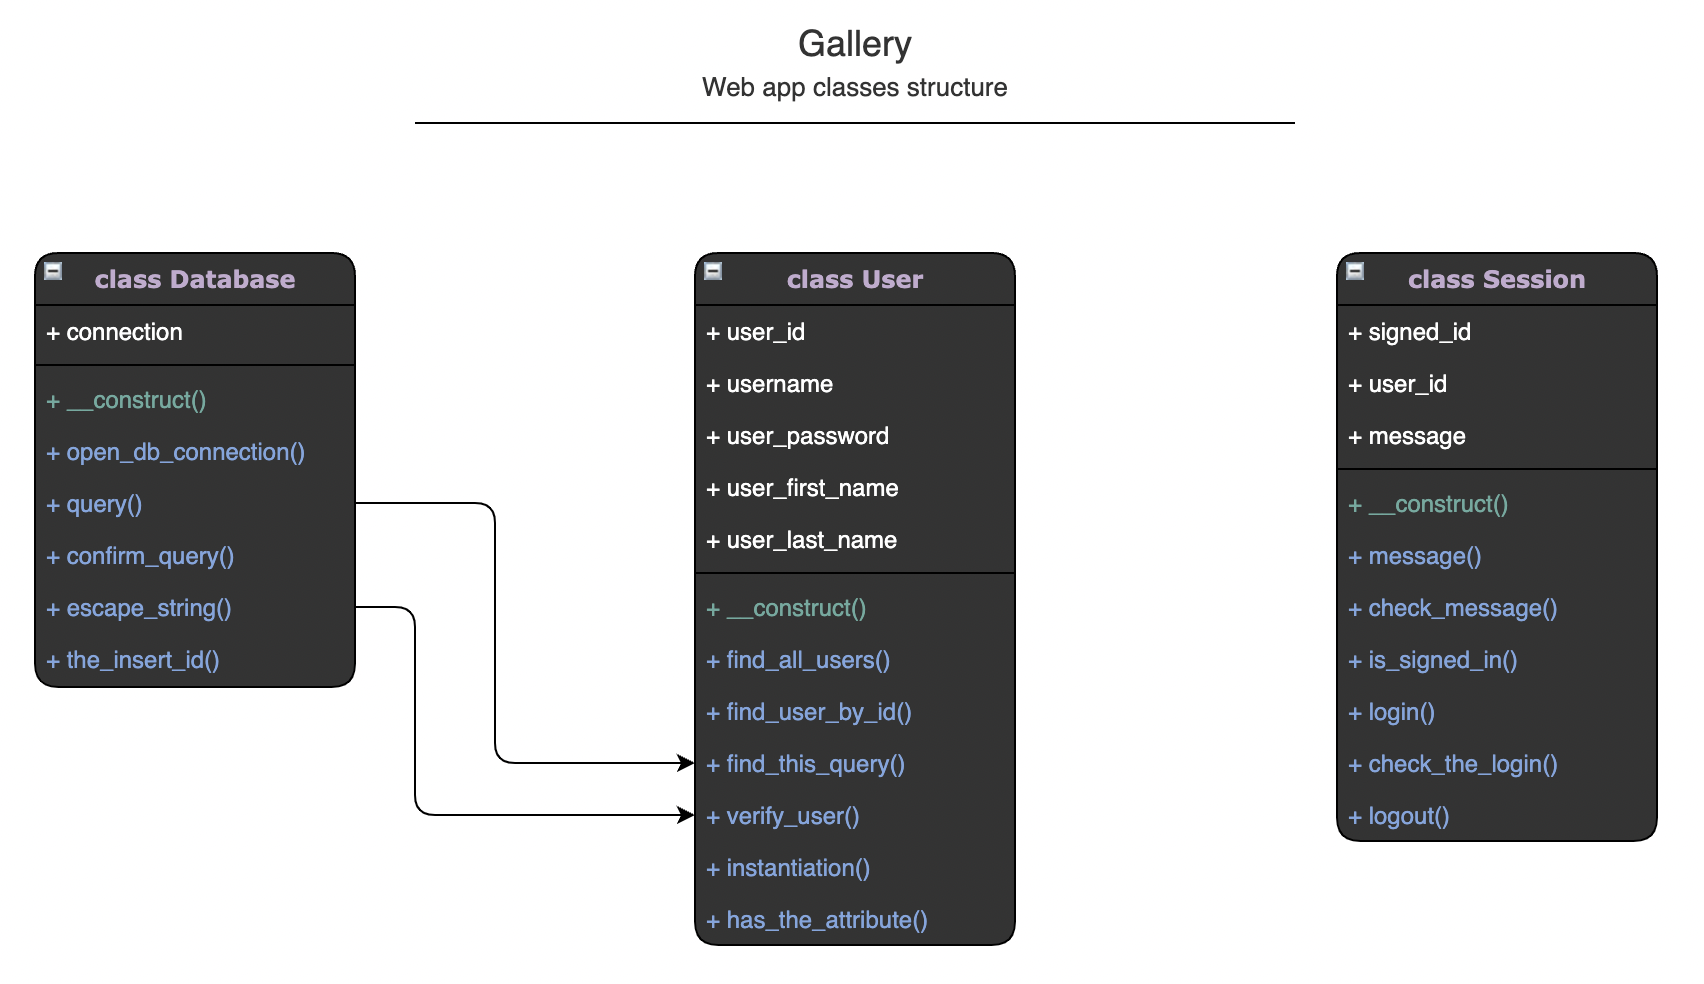 Gallery
Web app classes structure
class Database
+ connection
+ __construct()
+ open_db_connection()
+ query()
+ confirm_query()
+ escape_string()
+ the_insert_id()
class User
+ user_id
+ username
+ user_password
+ user_first_name
+ user_last_name
+ __construct()
+ find_all_users()
+ find_user_by_id()
+ find_this_query()
+ verify_user()
+ instantiation()
+ has_the_attribute()
class Session
+ signed_id
+ user_id
+ message
+ __construct()
+ message()
+ check_message()
+ is_signed_in()
+ login()
+ check_the_login()
+ logout()